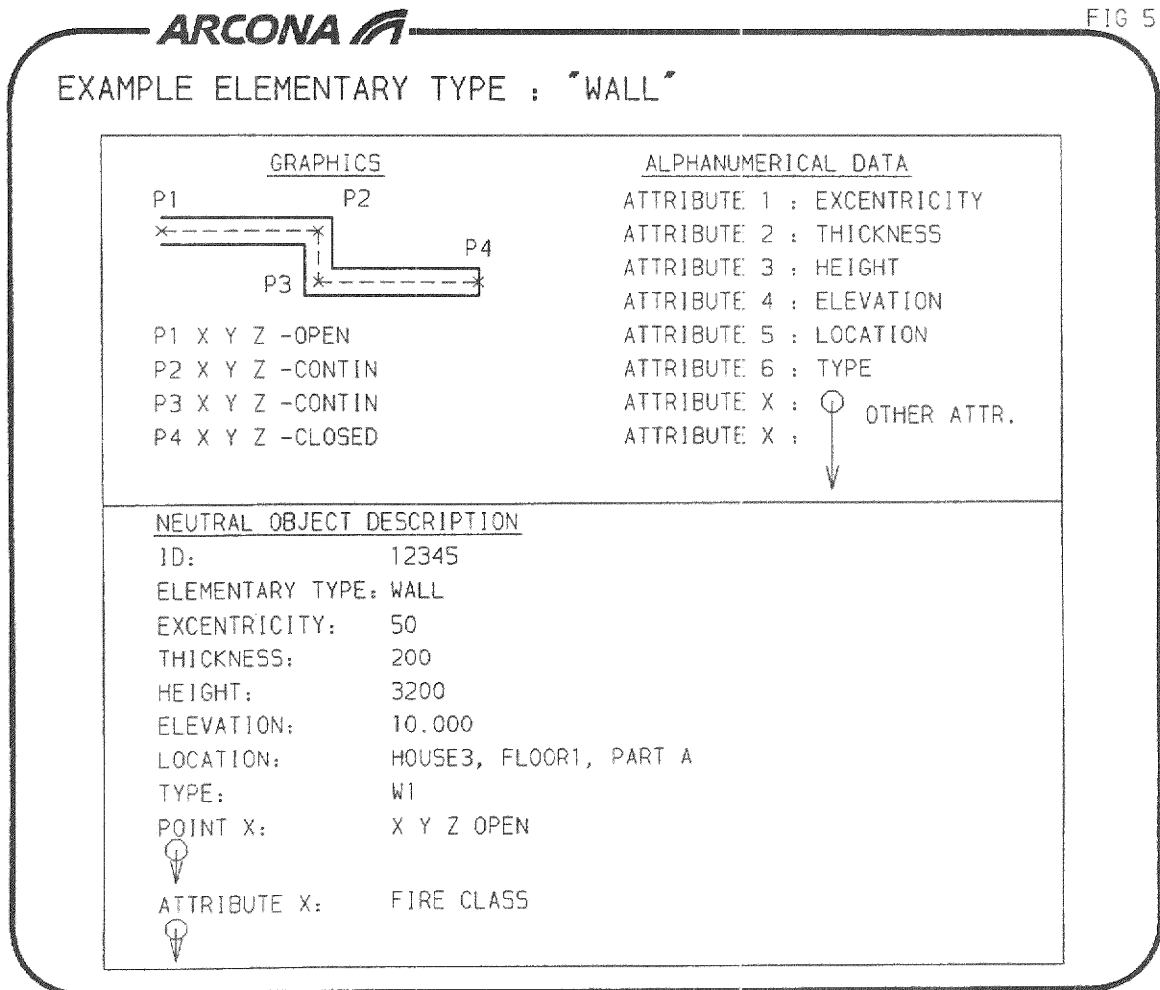 ARCONA
FIG 5
EXAMPLE ELEMENTARY TYPE : "WALL"
GRAPHICS
P1 P2
P4
P3
P1 X Y Z -OPEN
P2 X Y Z -CONTIN
P3 X Y Z -CONTIN
P4 X Y Z -CLOSED
ALPHANUMERICAL DATA
ATTRIBUTE 1 : EXCENTRICITY
ATTRIBUTE 2 : THICKNESS
ATTRIBUTE 3 : HEIGHT
ATTRIBUTE 4 : ELEVATION
ATTRIBUTE 5 : LOCATION
ATTRIBUTE 6 : TYPE
ATTRIBUTE X :
OTHER ATTR.
ATTRIBUTE X :
NEUTRAL OBJECT DESCRIPTION
ID: 12345
ELEMENTARY TYPE: WALL
EXCENTRICITY: 50
THICKNESS: 200
HEIGHT: 3200
ELEVATION: 10.000
LOCATION: HOUSE3, FLOOR1, PART A
TYPE: W1
POINT X: X Y Z OPEN
ATTRIBUTE X: FIRE CLASS